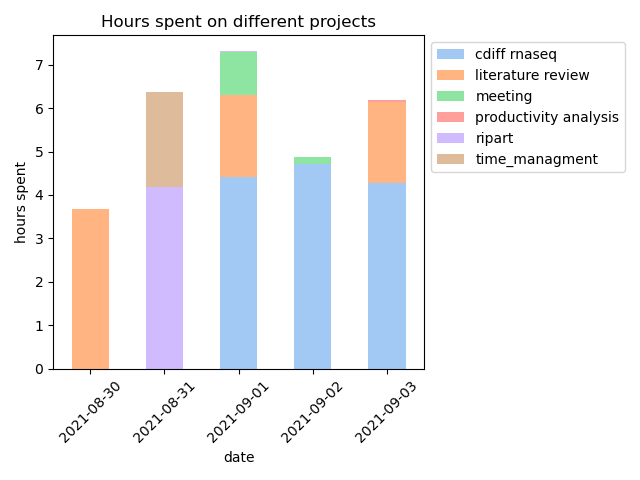 Hours spent on different projects
hours spent
7
6
5
4
3
2
1
0
2021-08-30
2021-08-31
2021-09-01
2021-09-02
2021-09-03
date
cdiff rnaseq
literature review
meeting
productivity analysis
ripart
time_managment